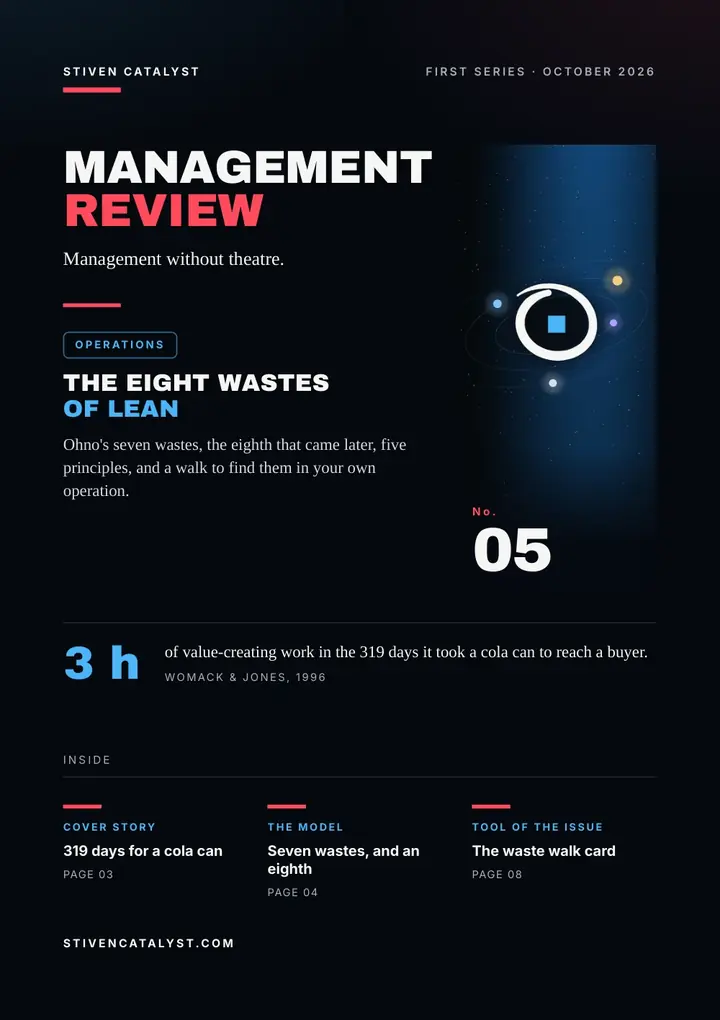 STIVEN CATALYST
FIRST SERIES · OCTOBER 2026
MANAGEMENT
REVIEW
Management without theatre.
OPERATIONS
THE EIGHT WASTES
OF LEAN
Ohno's seven wastes, the eighth that came later, five
principles, and a walk to find them in your own
operation.
No.
05
3 h
of value-creating work in the 319 days it took a cola can to reach a buyer.
WOMACK & JONES, 1996
INSIDE
COVER STORY
319 days for a cola can
PAGE 03
THE MODEL
Seven wastes, and an
eighth
PAGE 04
TOOL OF THE ISSUE
The waste walk card
PAGE 08
STIVENCATALYST.COM